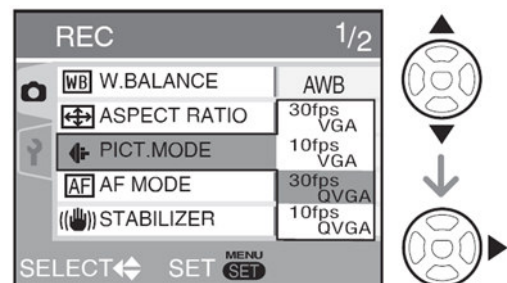 REC 1/2
WB W.BALANCE AWB
ASPECT RATIO 30fps VGA
PICT.MODE 10fps VGA
AF AF MODE 30fps QVGA
STABILIZER 10fps QVGA
SELECT SET MENU SET